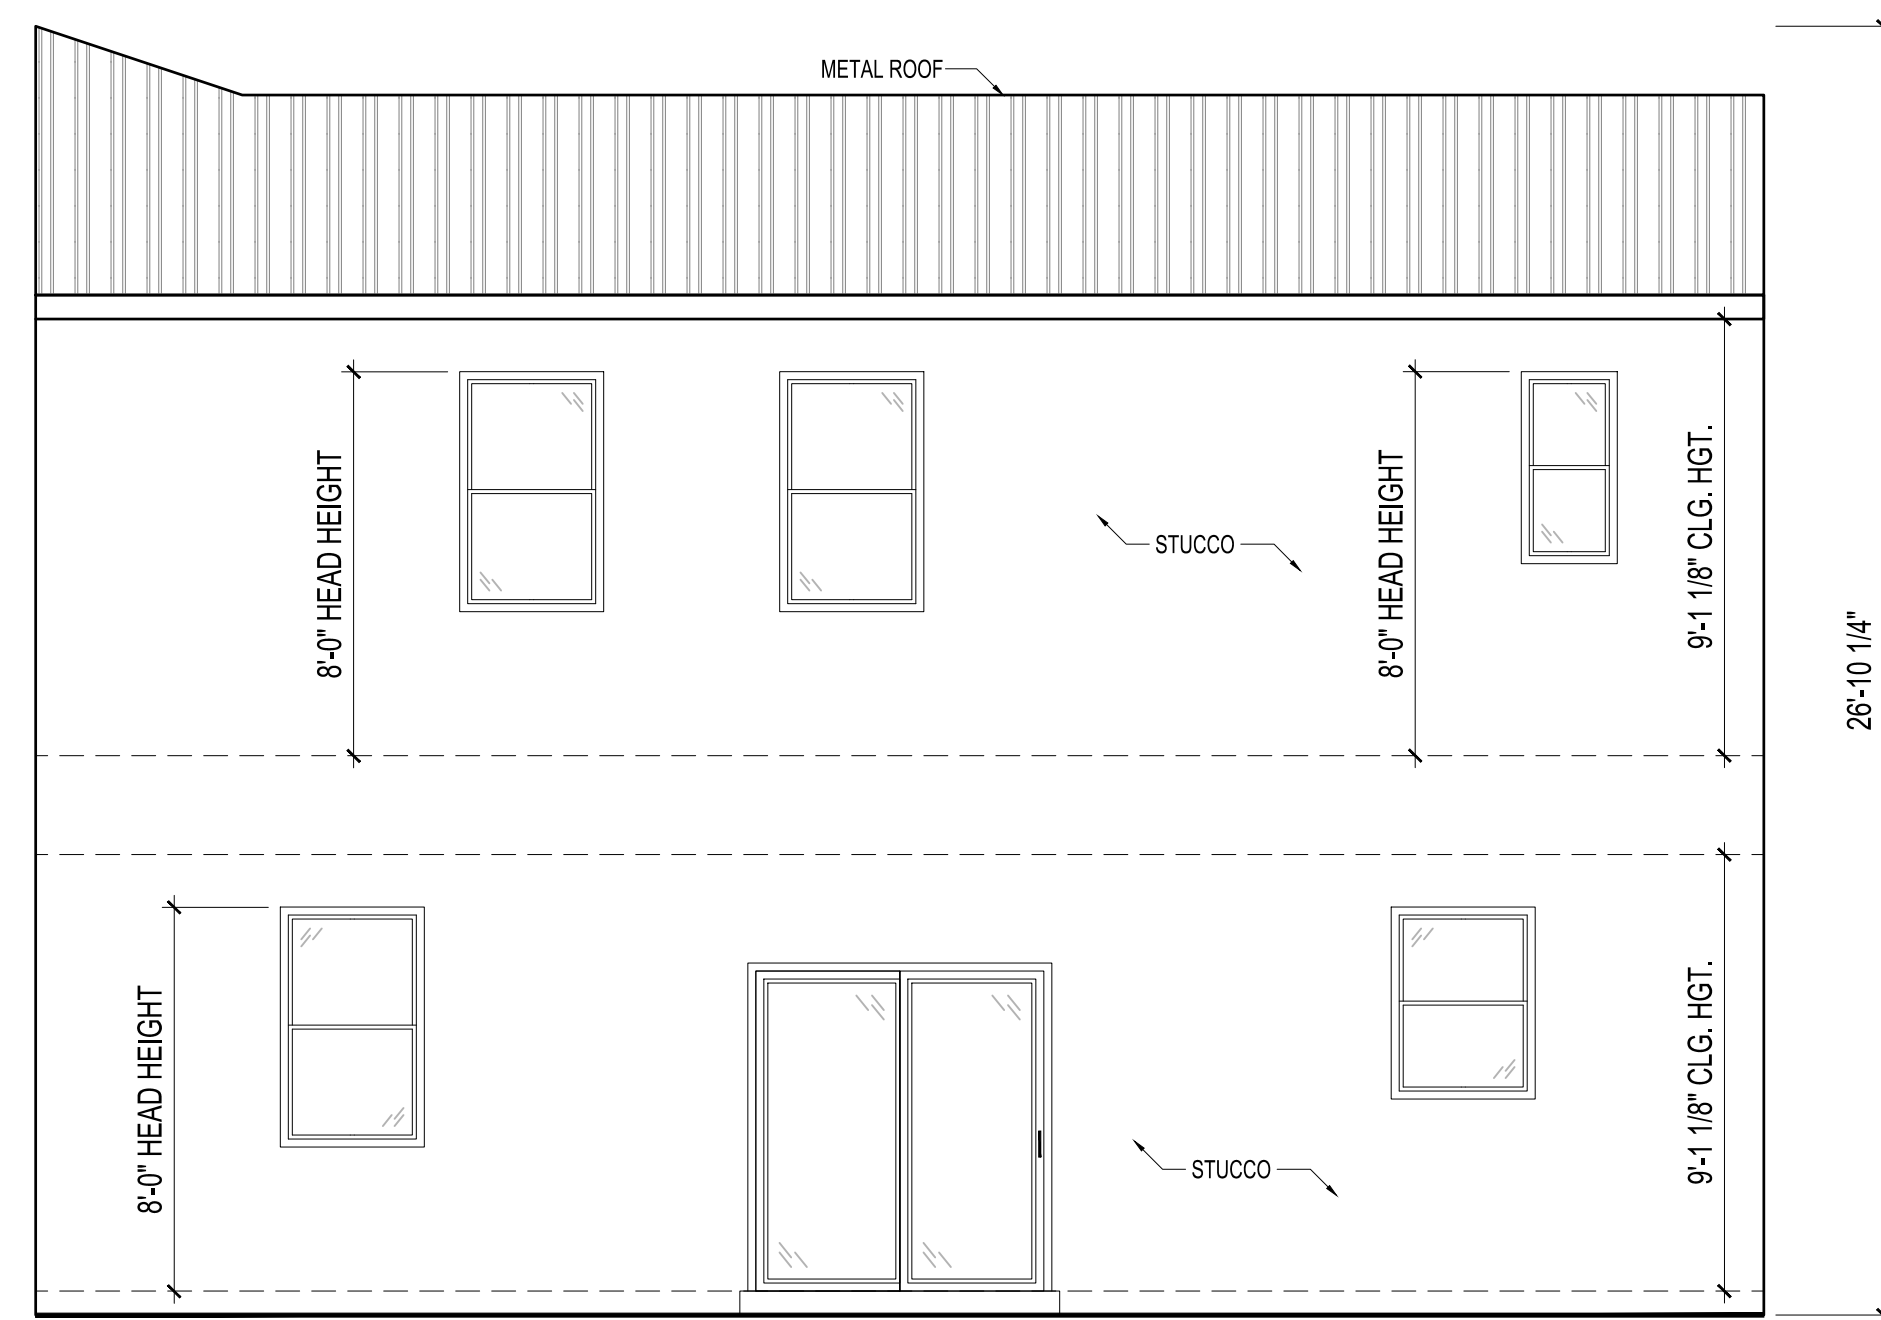 METAL ROOF
8'-0" HEAD HEIGHT
STUCCO
8'-0" HEAD HEIGHT
9'-1 1/8" CLG. HGT.
26'-10 1/4"
8'-0" HEAD HEIGHT
STUCCO
9'-1 1/8" CLG. HGT.